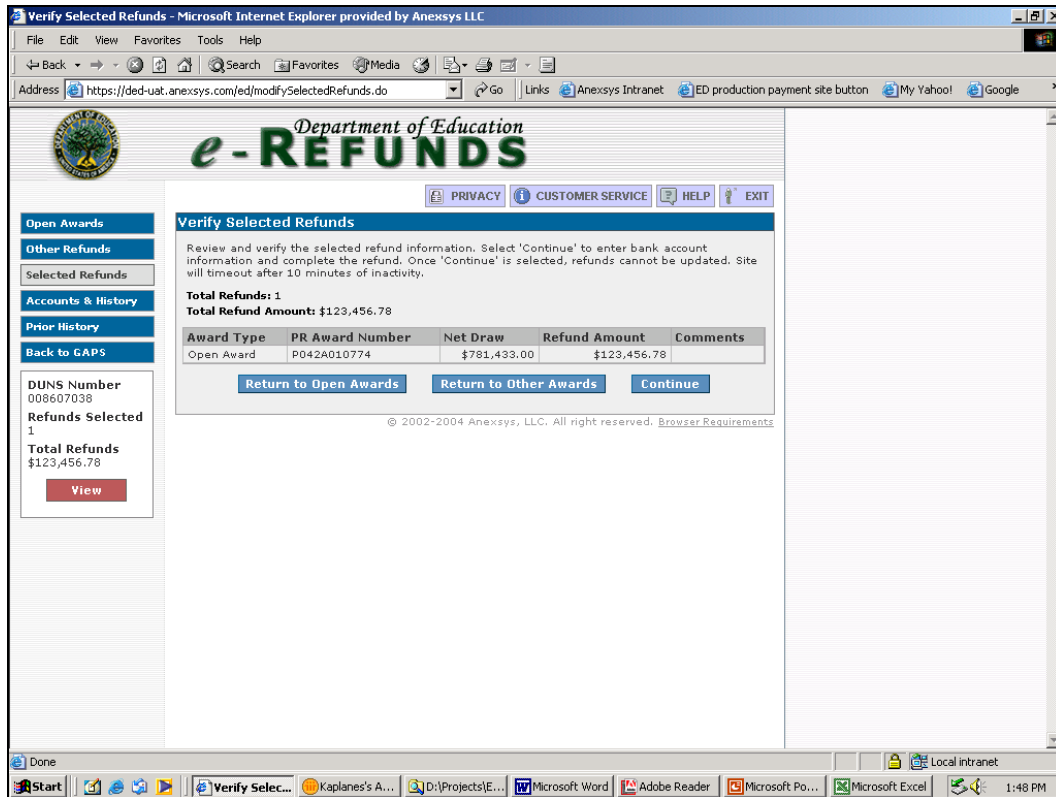 Verify Selected Refunds - Microsoft Internet Explorer provided by Anexsys LLC
File Edit View Favorites Tools Help
Back Search Favorites Media
Address https://ded-uat.anexsys.com/ed/modifySelectedRefunds.do Go Links Anexsys Intranet ED production payment site button My Yahoo! Google
Department of Education
e - REFUNDS
PRIVACY CUSTOMER SERVICE HELP EXIT
Open Awards
Other Refunds
Selected Refunds
Accounts & History
Prior History
Back to GAPS
DUNS Number
008607038
Refunds Selected
1
Total Refunds
$123,456.78
View
Verify Selected Refunds
Review and verify the selected refund information. Select 'Continue' to enter bank account
information and complete the refund. Once 'Continue' is selected, refunds cannot be updated. Site
will timeout after 10 minutes of inactivity.
Total Refunds: 1
Total Refund Amount: $123,456.78
Award Type PR Award Number Net Draw Refund Amount Comments
Open Award P042A010774 $781,433.00 $123,456.78
Return to Open Awards Return to Other Awards Continue
© 2002-2004 Anexsys, LLC. All right reserved. Browser Requirements
Done Local intranet
Start Verify Selec... Kaplanes's A... D:\Projects\E... Microsoft Word Adobe Reader Microsoft Po... Microsoft Excel 1:48 PM